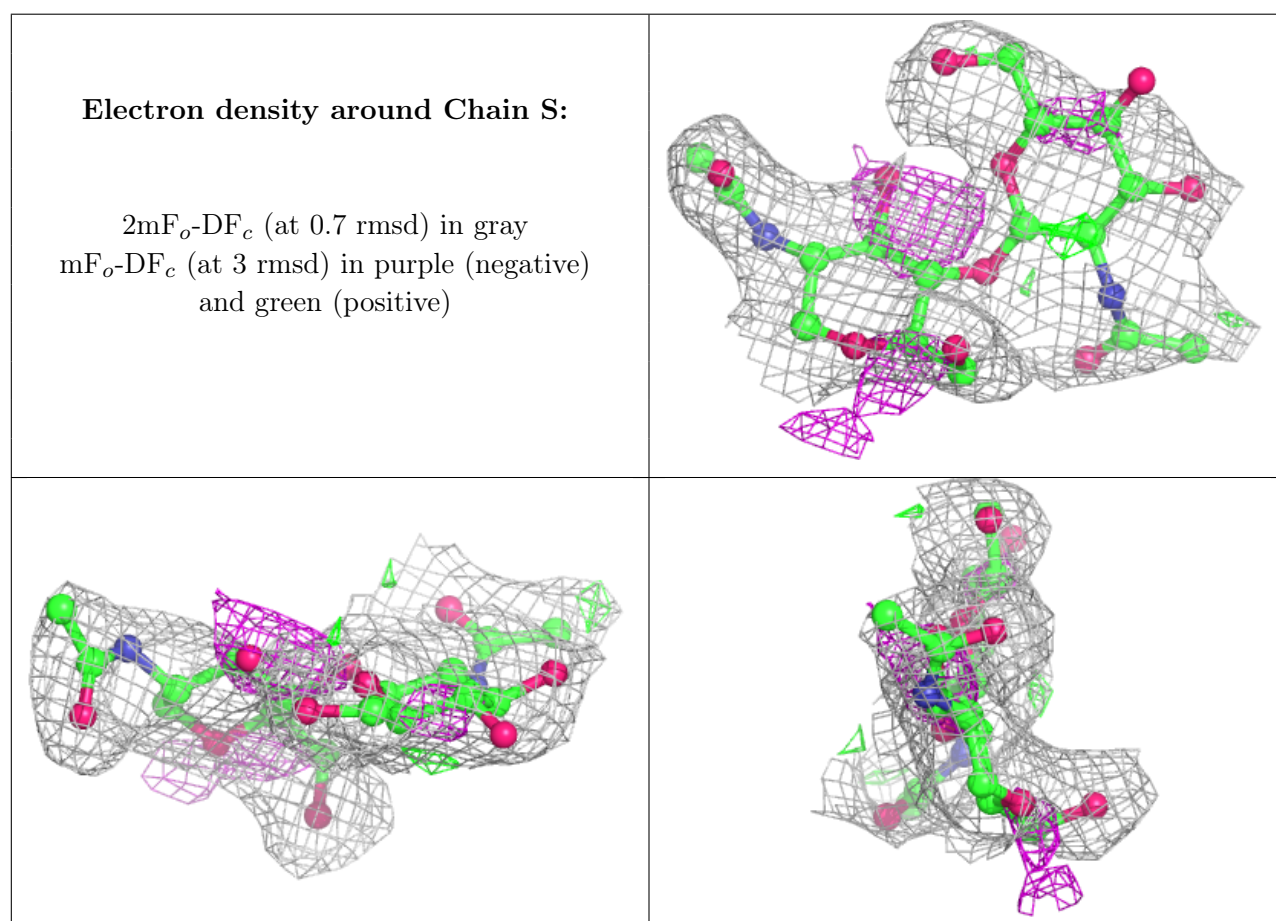 Electron density around Chain S:
2mFo-DFc (at 0.7 rmsd) in gray
mFo-DFc (at 3 rmsd) in purple (negative)
and green (positive)